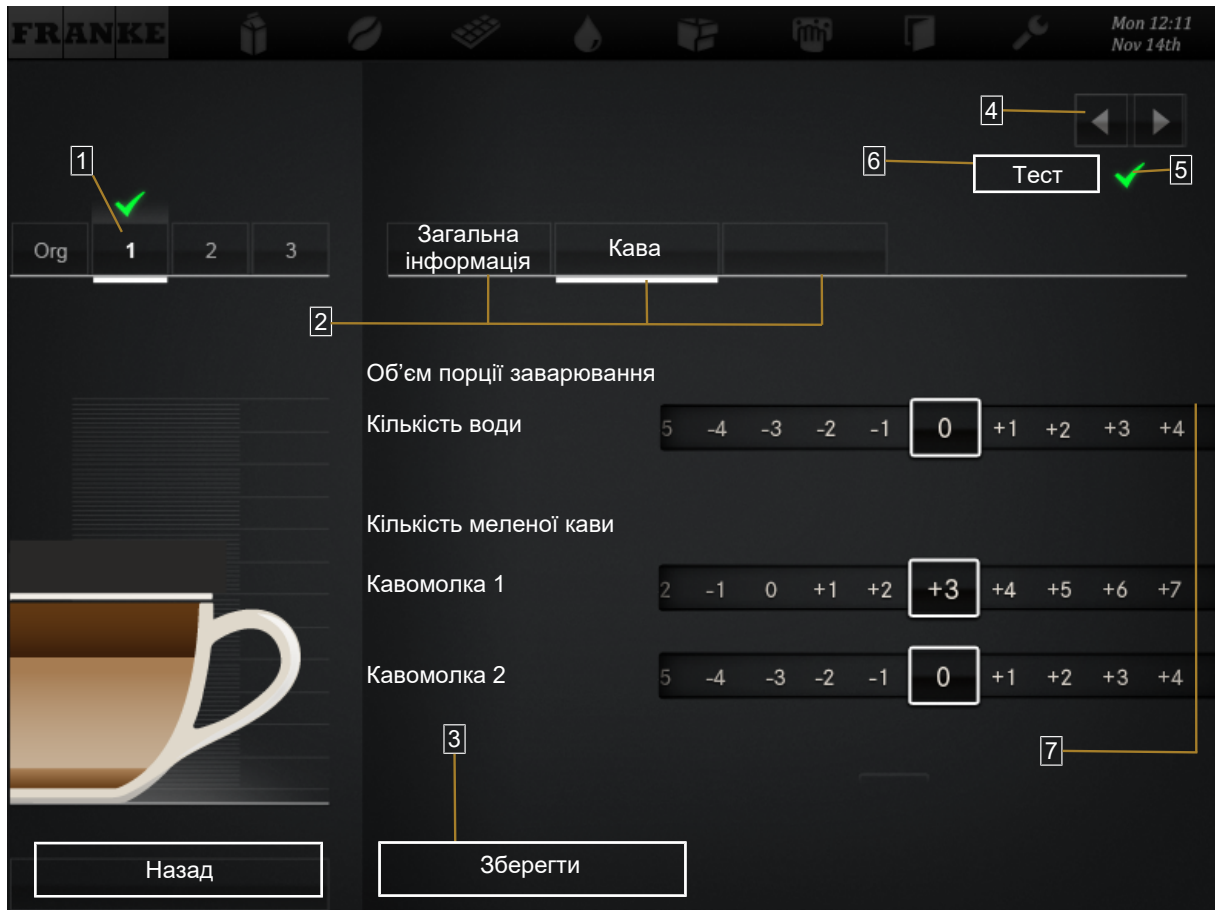 FRANKE
Mon 12:11
Nov 14th
4
1
6
Тест
5
Org 1 2 3
Загальна
інформація
Кава
2
Об’єм порції заварювання
Кількість води
5 -4 -3 -2 -1 0 +1 +2 +3 +4
Кількість меленої кави
Кавомолка 1
2 -1 0 +1 +2 +3 +4 +5 +6 +7
Кавомолка 2
5 -4 -3 -2 -1 0 +1 +2 +3 +4
3
7
Назад
Зберегти